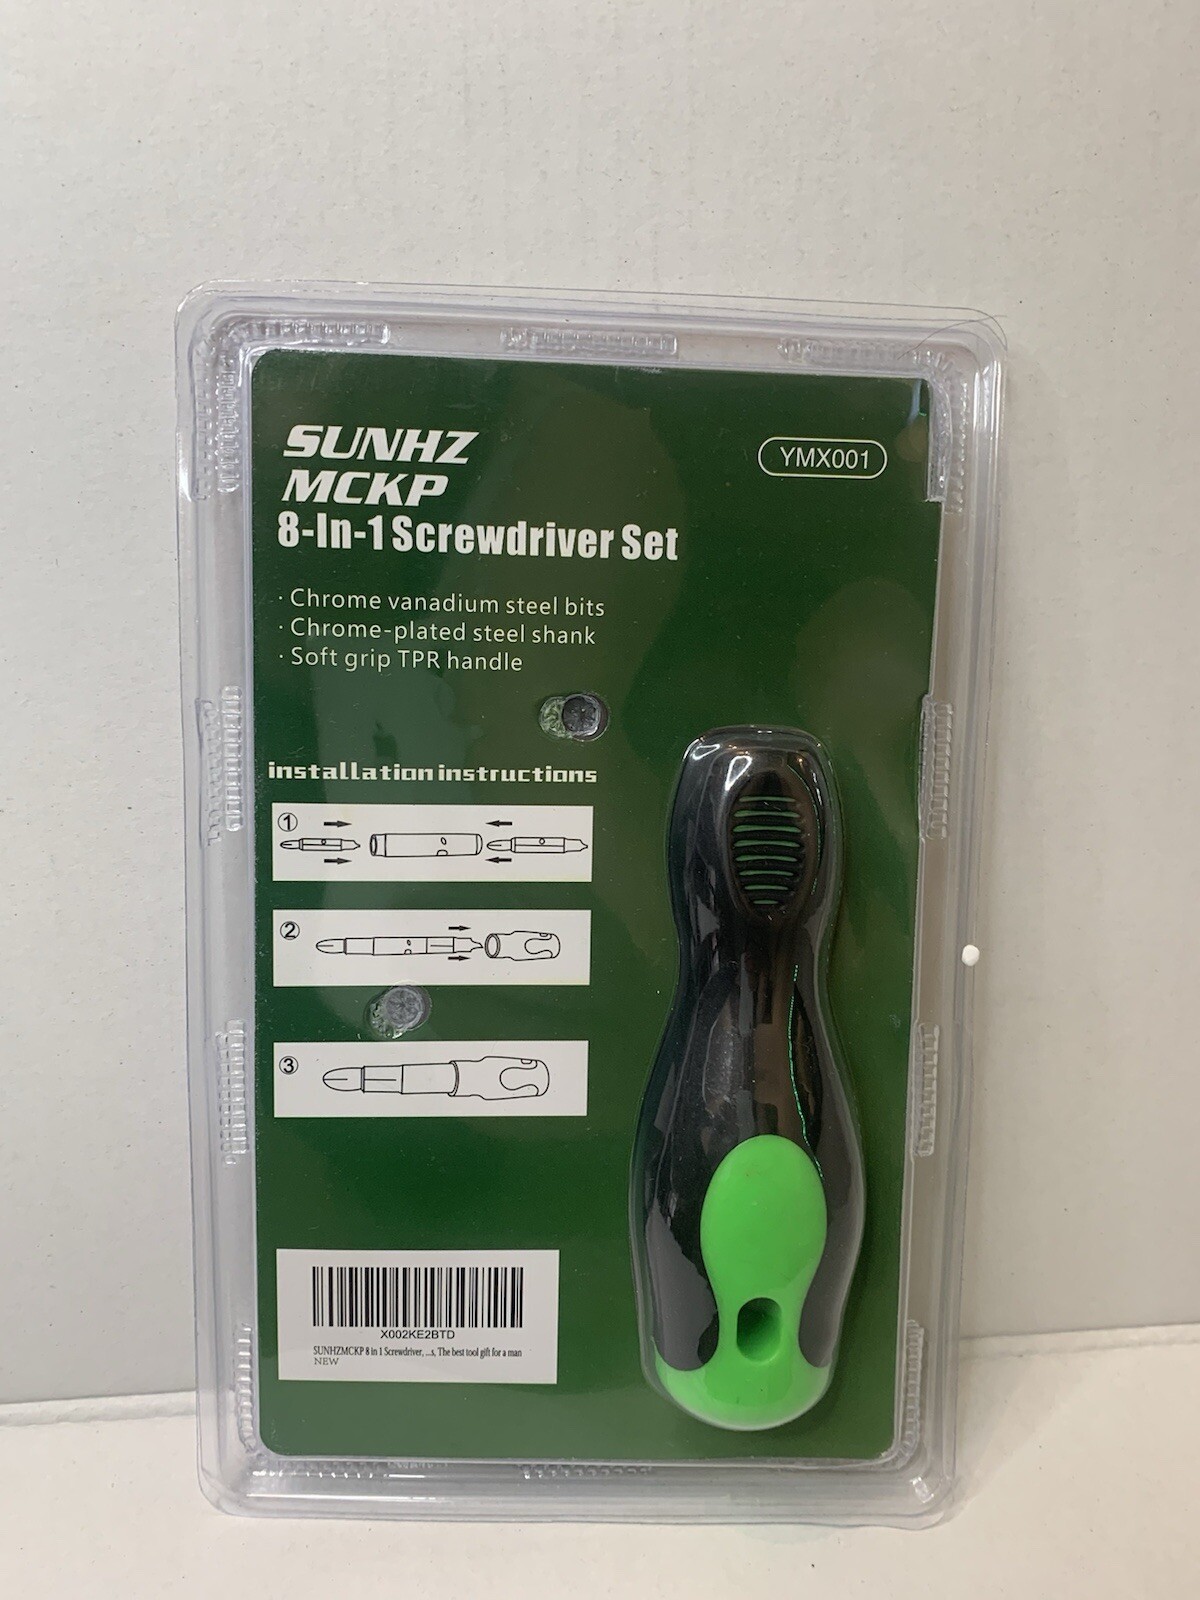 SUNHZ
MCKP
YMX001
8-In-1 Screwdriver Set
· Chrome vanadium steel bits
· Chrome-plated steel shank
· Soft grip TPR handle
installation instructions
①
②
③
X002KE2BTD
SUNHZMCKP 8 in 1 Screwdriver, ...s, The best tool gift for a man
NEW